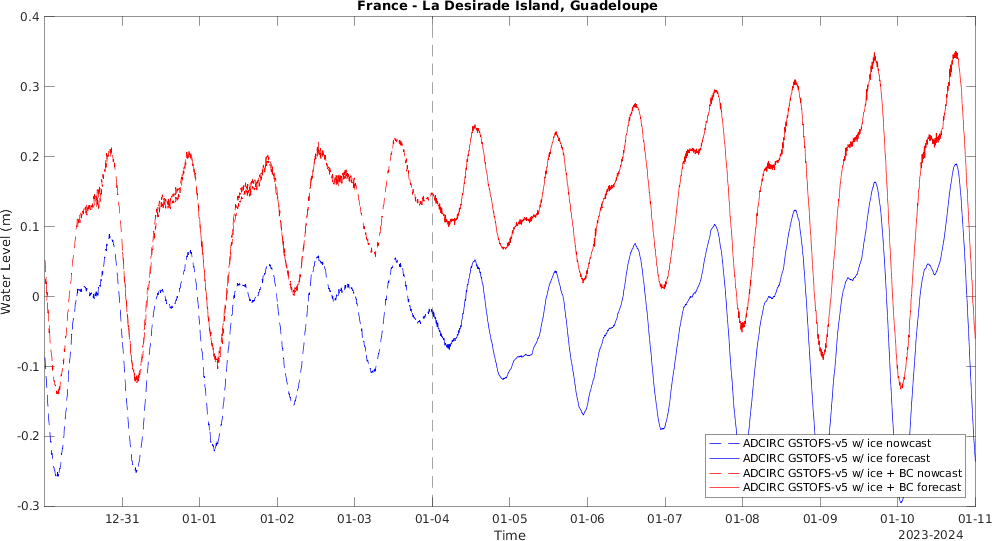 France - La Desirade Island, Guadeloupe
0.4
0.3
0.2
0.1
0
-0.1
-0.2
-0.3
Water Level (m)
ADCIRC GSTOFS-v5 w/ ice nowcast
ADCIRC GSTOFS-v5 w/ ice forecast
ADCIRC GSTOFS-v5 w/ ice + BC nowcast
ADCIRC GSTOFS-v5 w/ ice + BC forecast
12-31 01-01 01-02 01-03 01-04 01-05 01-06 01-07 01-08 01-09 01-10 01-11
Time
2023-2024